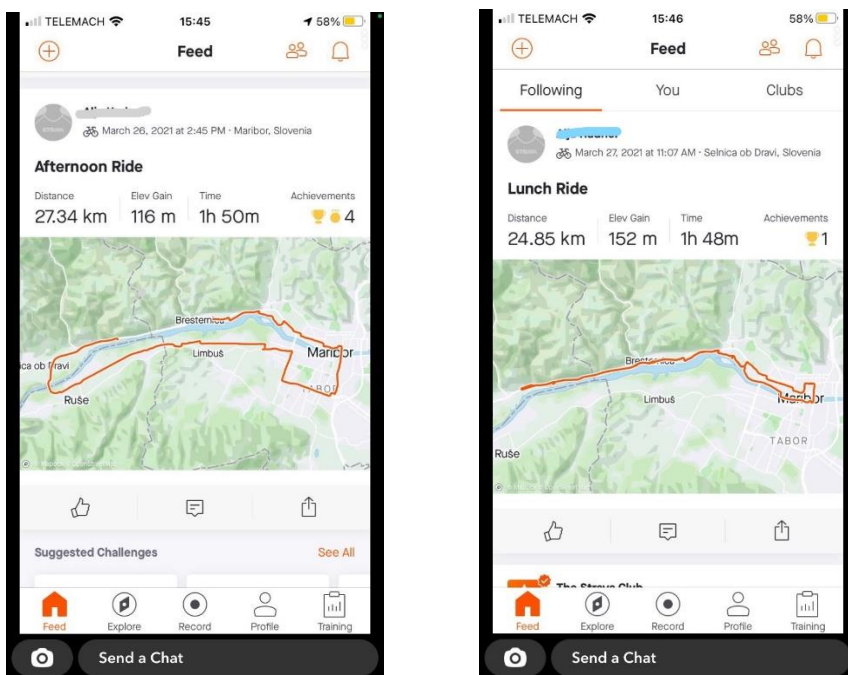 TELEMACH 15:45 58%
Feed
March 26, 2021 at 2:45 PM - Maribor, Slovenia
Afternoon Ride
Distance Elev Gain Time Achievements
27.34 km 116 m 1h 50m 4
Limbuš
Maribor
ob Dravi
TABOR
Ruše
Suggested Challenges See All
Feed Explore Record Profile Training
Send a Chat
TELEMACH 15:46 58%
Feed
Following You Clubs
March 27, 2021 at 11:07 AM - Selnica ob Dravi, Slovenia
Lunch Ride
Distance Elev Gain Time Achievements
24.85 km 152 m 1h 48m 1
Limbuš
Maribor
TABOR
Ruše
The Strava Club
Feed Explore Record Profile Training
Send a Chat